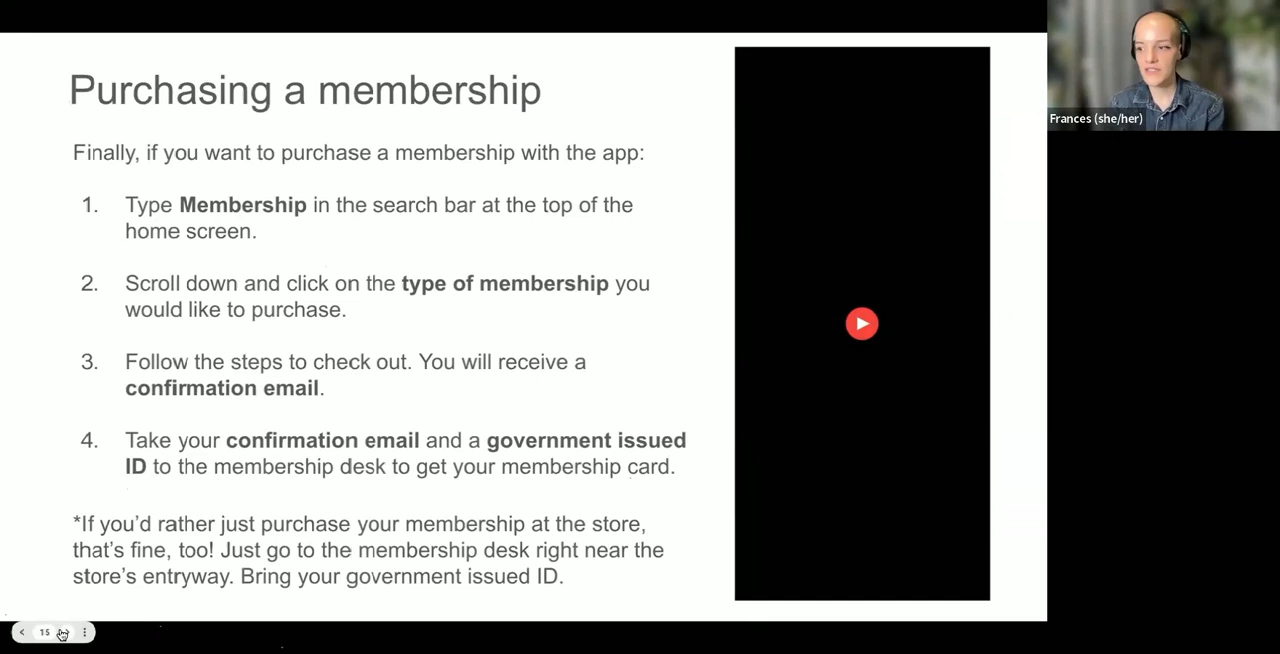 Purchasing a membership
Finally, if you want to purchase a membership with the app:
1. Type Membership in the search bar at the top of the
home screen.
2. Scroll down and click on the type of membership you
would like to purchase.
3. Follow the steps to check out. You will receive a
confirmation email.
4. Take your confirmation email and a government issued
ID to the membership desk to get your membership card.
*If you’d rather just purchase your membership at the store,
that’s fine, too! Just go to the membership desk right near the
store’s entryway. Bring your government issued ID.
Frances (she/her)
15